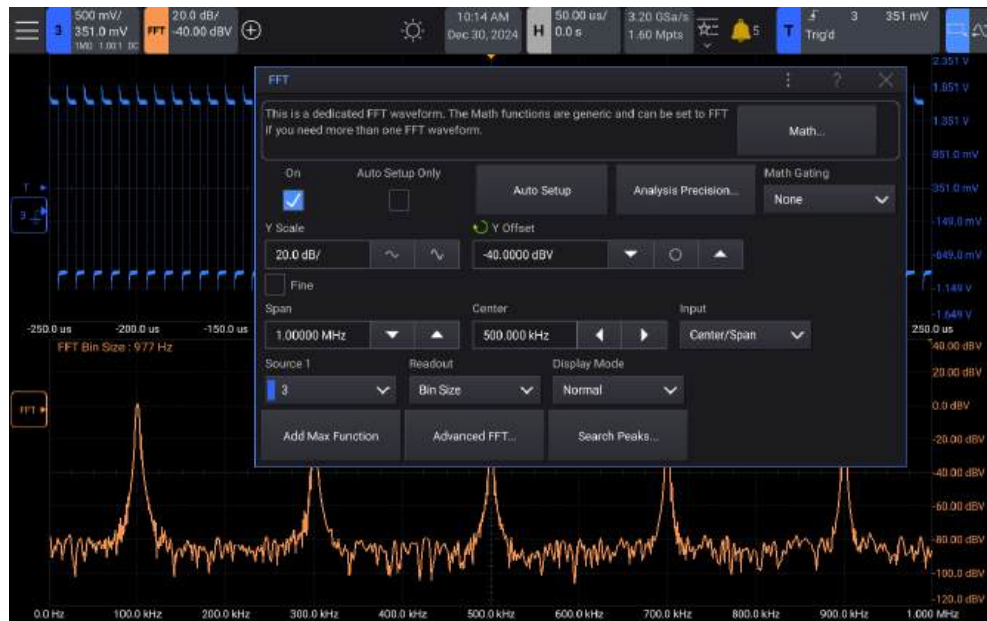 3 500 mV/ 351.0 mV 1MΩ 1.00:1 DC
FFT 20.0 dB/ -40.00 dBV
10:14 AM
Dec 30, 2024
H 50.00 us/ 0.0 s
3.20 GSa/s
1.60 Mpts
5
T Trig'd 3 351 mV
2.351 V
1.851 V
1.351 V
851.0 mV
351.0 mV
-149.0 mV
-649.0 mV
-1.149 V
-1.649 V
T
3
FFT
This is a dedicated FFT waveform. The Math functions are generic and can be set to FFT
if you need more than one FFT waveform.
Math...
On
Auto Setup Only
Auto Setup
Analysis Precision...
Math Gating
None
Y Scale
Y Offset
20.0 dB/
-40.0000 dBV
Fine
Span
Center
Input
1.00000 MHz
500.000 kHz
Center/Span
Source 1
Readout
Display Mode
3
Bin Size
Normal
Add Max Function
Advanced FFT...
Search Peaks...
-250.0 us -200.0 us -150.0 us 250.0 us
FFT Bin Size : 977 Hz
40.00 dBV
20.00 dBV
0.0 dBV
-20.00 dBV
-40.00 dBV
-60.00 dBV
-80.00 dBV
-100.0 dBV
-120.0 dBV
FFT
0.0 Hz 100.0 kHz 200.0 kHz 300.0 kHz 400.0 kHz 500.0 kHz 600.0 kHz 700.0 kHz 800.0 kHz 900.0 kHz 1.000 MHz